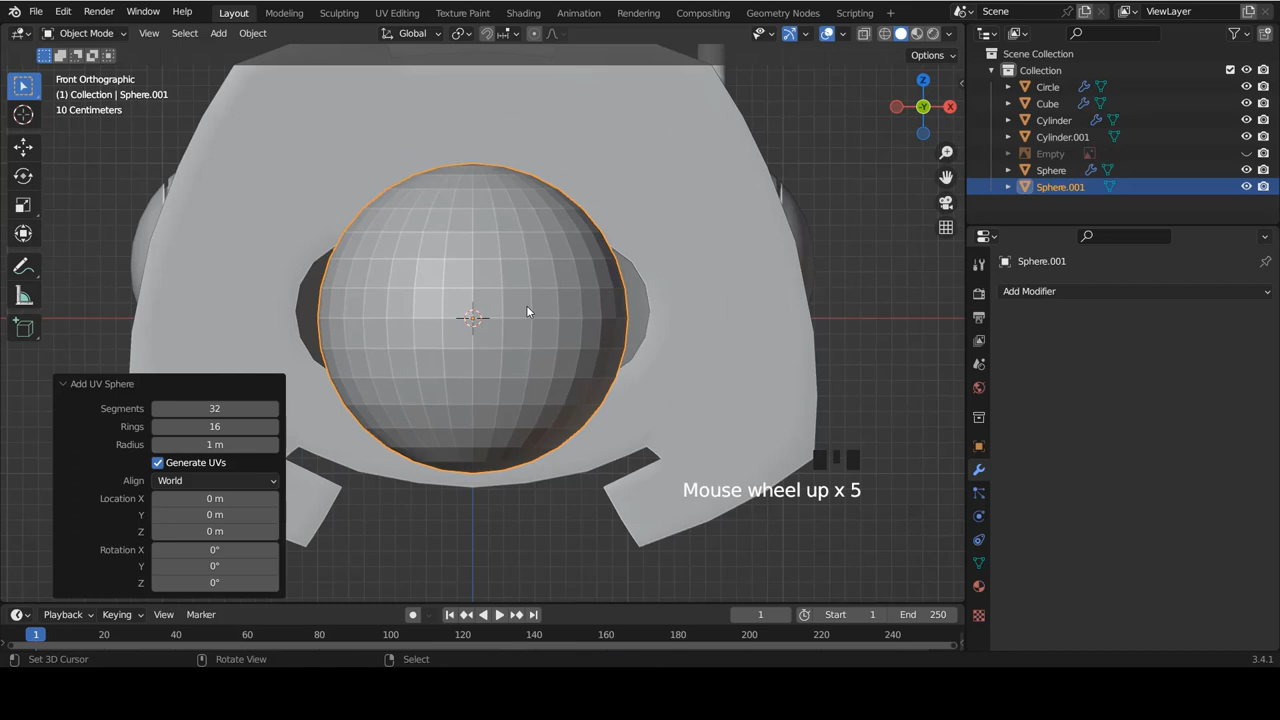 File Edit Render Window Help Layout Modeling Sculpting UV Editing Texture Paint Shading Animation Rendering Compositing Geometry Nodes Scripting Scene ViewLayer
Object Mode View Select Add Object Global
Options
Front Orthographic
(1) Collection | Sphere.001
10 Centimeters
Z
Y
X
Scene Collection
Collection
Circle
Cube
Cylinder
Cylinder.001
Empty
Sphere
Sphere.001
Sphere.001
Add Modifier
Add UV Sphere
Segments 32
Rings 16
Radius 1 m
Generate UVs
Align World
Location X 0 m
Y 0 m
Z 0 m
Rotation X 0°
Y 0°
Z 0°
Mouse wheel up x 5
Playback Keying View Marker 1 Start 1 End 250
1 20 40 60 80 100 120 140 160 180 200 220 240
Set 3D Cursor Rotate View Select 3.4.1